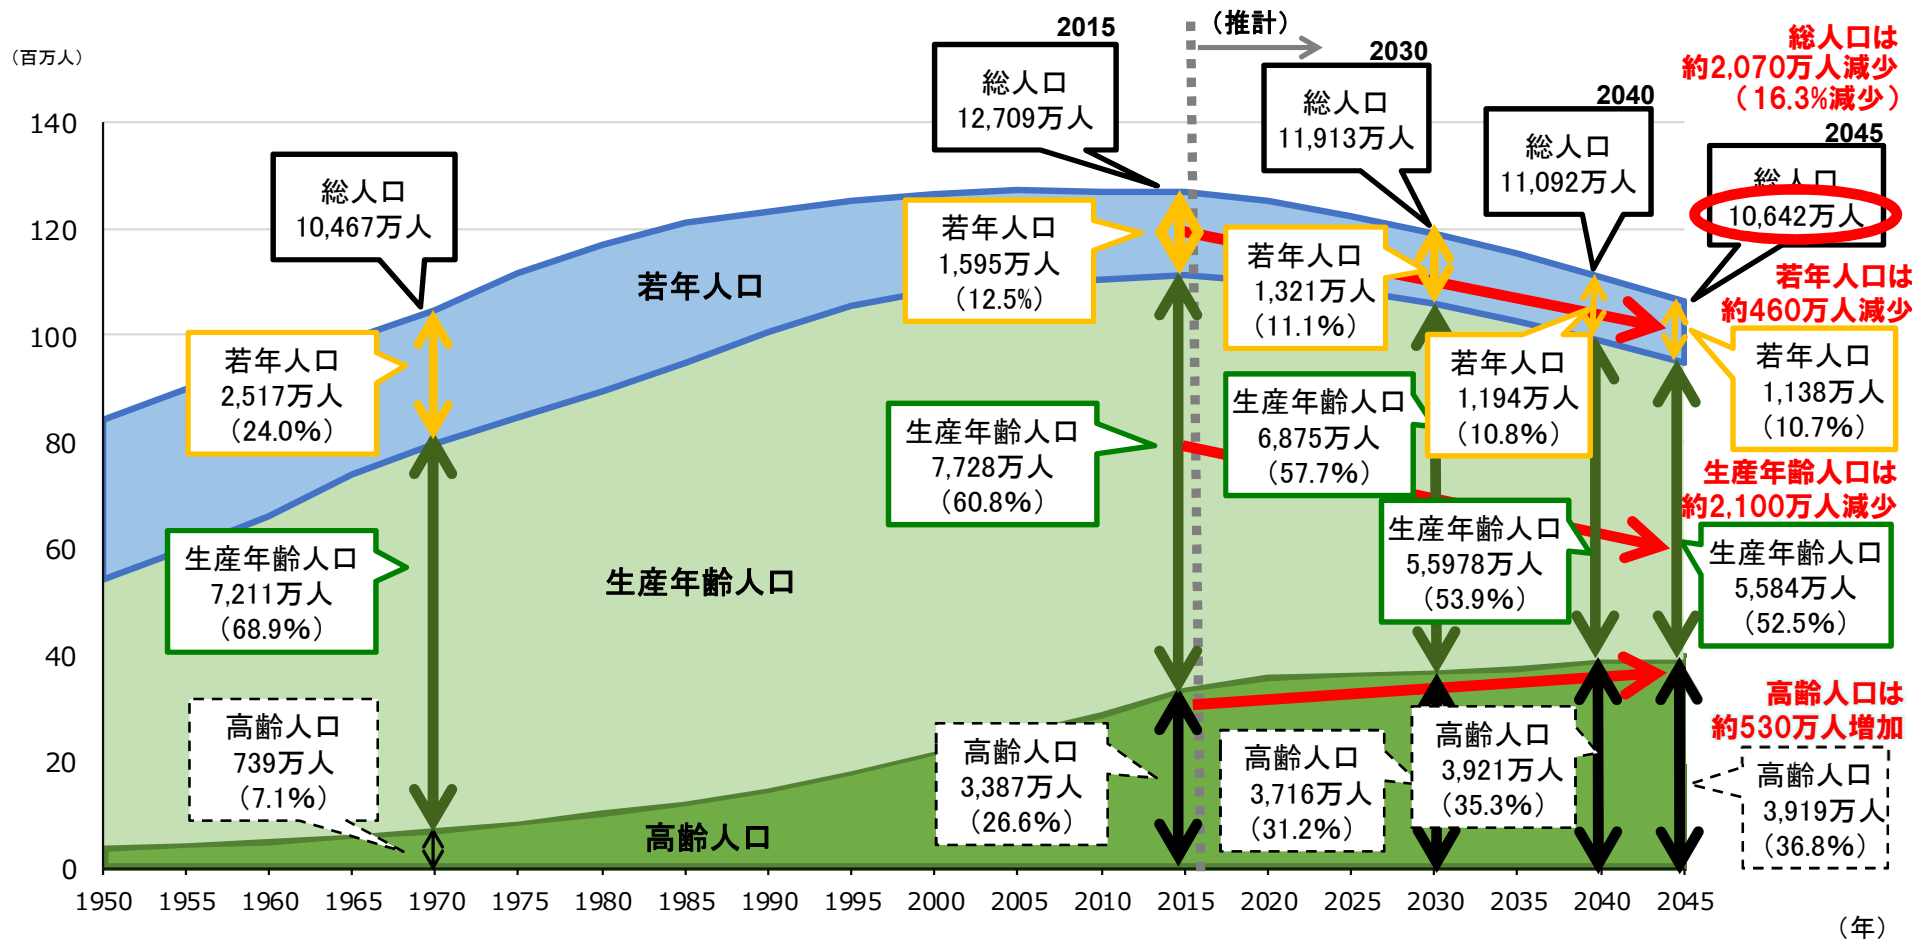 （百万人）
2015
（推計）
2030
2040
2045
総人口は
約2,070万人減少
（16.3%減少）
総人口
10,467万人
総人口
12,709万人
総人口
11,913万人
総人口
11,092万人
総人口
10,642万人
若年人口
2,517万人
(24.0%)
若年人口
1,595万人
(12.5%)
若年人口
1,321万人
(11.1%)
若年人口
1,194万人
(10.8%)
若年人口は
約460万人減少
若年人口
1,138万人
(10.7%)
若年人口
生産年齢人口
7,211万人
(68.9%)
生産年齢人口
7,728万人
(60.8%)
生産年齢人口
6,875万人
(57.7%)
生産年齢人口
5,5978万人
(53.9%)
生産年齢人口は
約2,100万人減少
生産年齢人口
5,584万人
(52.5%)
生産年齢人口
高齢人口
739万人
(7.1%)
高齢人口
3,387万人
(26.6%)
高齢人口
3,716万人
(31.2%)
高齢人口
3,921万人
(35.3%)
高齢人口は
約530万人増加
高齢人口
3,919万人
(36.8%)
高齢人口
140
120
100
80
60
40
20
0
1950 1955 1960 1965 1970 1975 1980 1985 1990 1995 2000 2005 2010 2015 2020 2025 2030 2035 2040 2045
（年）